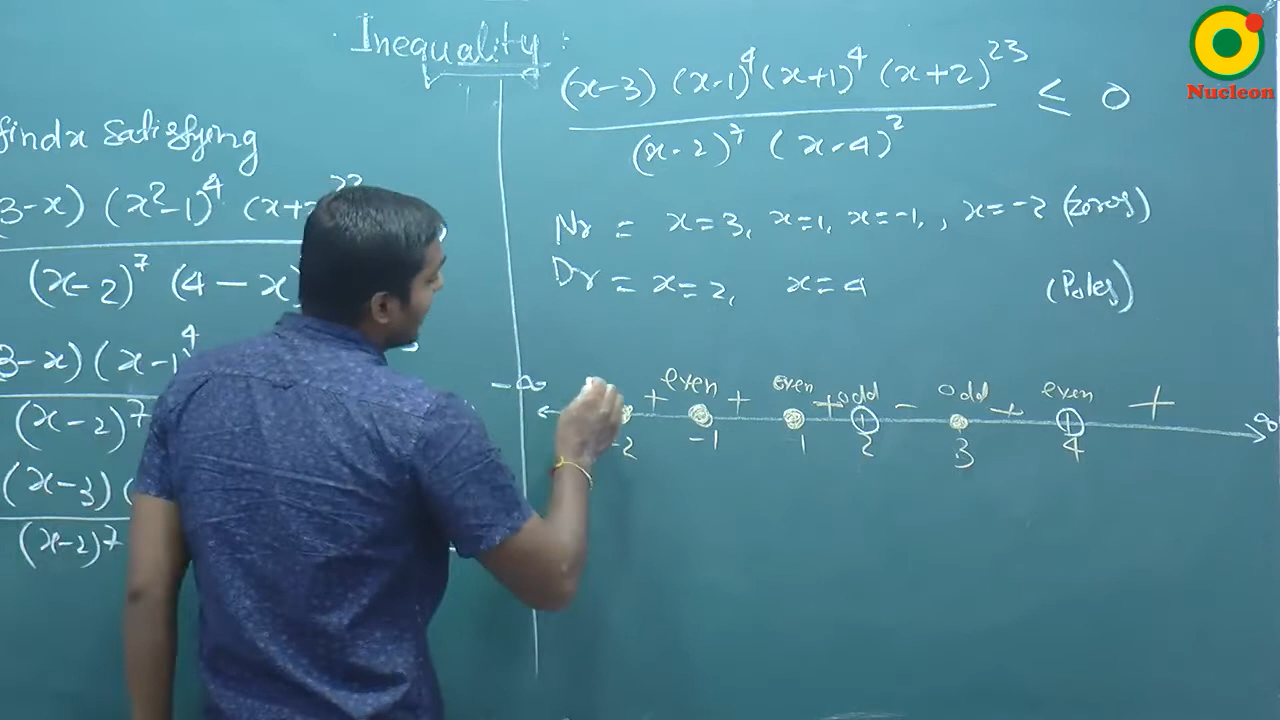 Inequality :
find x satisfying
3-x) (x²-1)⁴ (x+
(x-2)⁷ (4-x)
3-x) (x-1)⁴
(x-2)⁷
(x-3) (
(x-2)⁷
(x-3) (x-1)⁴ (x+1)⁴ (x+2)²³ ≤ 0
(x-2)⁷ (x-4)²
Nr = x=3, x=1, x=-1, , x=-2 (zeros)
Dr = x=2, x=4 (Poles)
-∞ + even + even + odd - odd + even + ∞
-2 -1 1 2 3 4
Nucleon